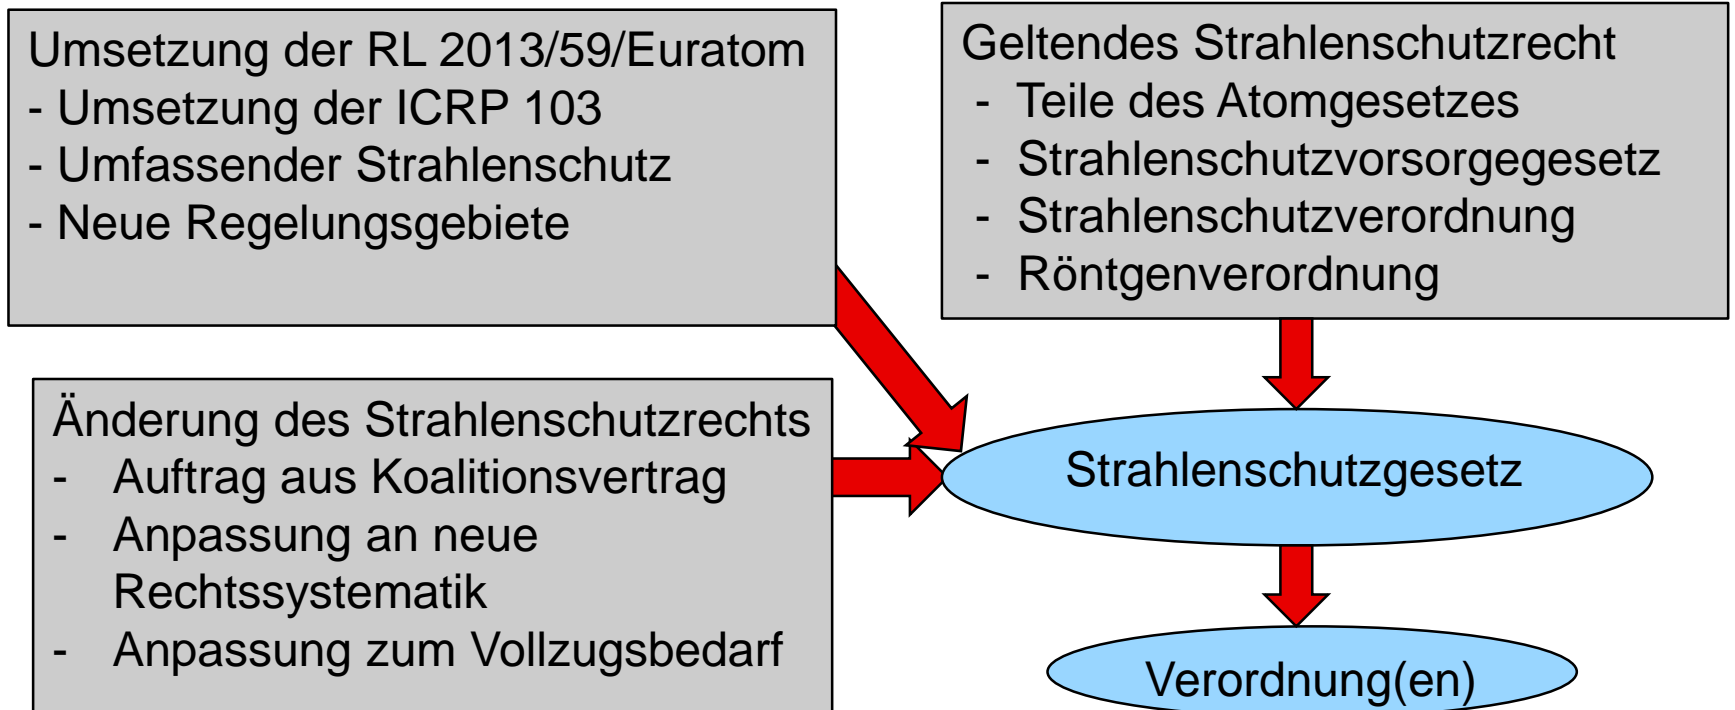 Umsetzung der RL 2013/59/Euratom
- Umsetzung der ICRP 103
- Umfassender Strahlenschutz
- Neue Regelungsgebiete
Geltendes Strahlenschutzrecht
- Teile des Atomgesetzes
- Strahlenschutzvorsorgegesetz
- Strahlenschutzverordnung
- Röntgenverordnung
Änderung des Strahlenschutzrechts
- Auftrag aus Koalitionsvertrag
- Anpassung an neue
Rechtssystematik
- Anpassung zum Vollzugsbedarf
Strahlenschutzgesetz
Verordnung(en)